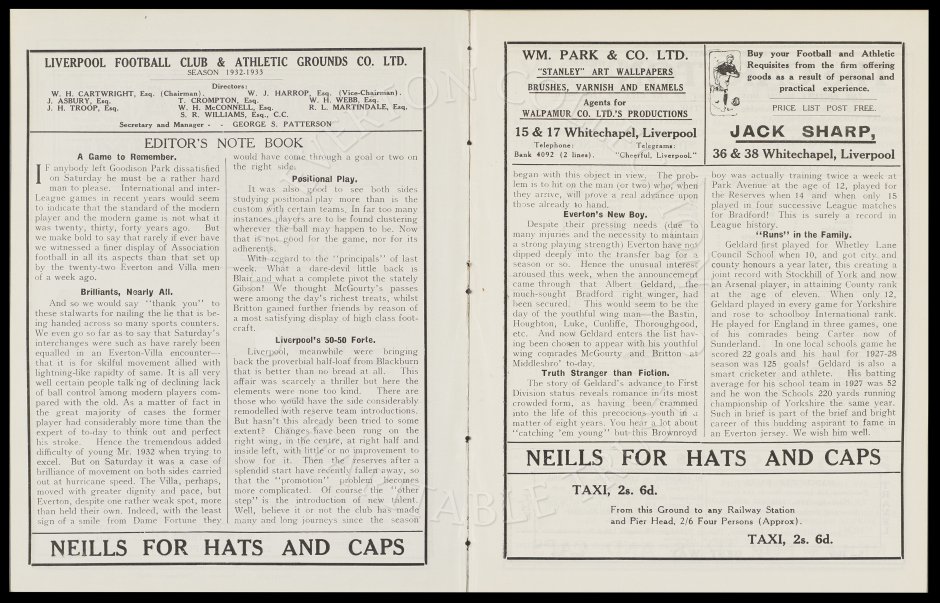 LIVERPOOL FOOTBALL CLUB & ATHLETIC GROUNDS CO. LTD.
SEASON 1932-1933
Directors:
W. H. CARTWRIGHT, Esq. (Chairman). W. J. HARROP, Esq. (Vice-Chairman).
J. ASBURY, Esq. T. CROMPTON, Esq. W. H. WEBB, Esq.
J. H. TROOP, Esq. W. H. McCONNELL, Esq. R. L. MARTINDALE, Esq.
S. R. WILLIAMS, Esq., C.C.
Secretary and Manager - - GEORGE S. PATTERSON
EDITOR'S NOTE BOOK
A Game to Remember.
IF anybody left Goodison Park dissatisfied
on Saturday he must be a rather hard
man to please. International and inter-
League games in recent years would seem
to indicate that the standard of the modern
player and the modern game is not what it
was twenty, thirty, forty years ago. But
we make bold to say that rarely if ever have
we witnessed a finer display of Association
football in all its aspects than that set up
by the twenty-two Everton and Villa men
of a week ago.
Brilliants, Nearly All.
And so we would say "thank you" to
these stalwarts for nailing the lie that is be-
ing handed across so many sports counters.
We even go so far as to say that Saturday's
interchanges were such as have rarely been
equalled in an Everton-Villa encounter—
that it is for skilful movement allied with
lightning-like rapidity of same. It is all very
well certain people talking of declining lack
of ball control among modern players com-
pared with the old. As a matter of fact in
the great majority of cases the former
player had considerably more time than the
expert of to-day to think out and perfect
his stroke. Hence the tremendous added
difficulty of young Mr. 1932 when trying to
excel. But on Saturday it was a case of
brilliance of movement on both sides carried
out at hurricane speed. The Villa, perhaps,
moved with greater dignity and pace, but
Everton, despite one rather weak spot, more
than held their own. Indeed, with the least
sign of a smile from Dame Fortune they
would have come through a goal or two on
the right side.
Positional Play.
It was also good to see both sides
studying positional play more than is the
custom with certain teams. In far too many
instances players are to be found clustering
wherever the ball may happen to be. Now
that is not good for the game, nor for its
adherents.
With regard to the "principals" of last
week. What a dare-devil little back is
Blair and what a complete pivot the stately
Gibson! We thought McGourty's passes
were among the day's richest treats, whilst
Britton gained further friends by reason of
a most satisfying display of high class foot-
craft.
Liverpool's 50-50 Forte.
Liverpool, meanwhile were bringing
back the proverbial half-loaf from Blackburn
that is better than no bread at all. This
affair was scarcely a thriller but here the
elements were none too kind. There are
those who would have the side considerably
remodelled with reserve team introductions.
But hasn't this already been tried to some
extent? Changes have been rung on the
right wing, in the centre, at right half and
inside left, with little or no improvement to
show for it. Then the reserves after a
splendid start have recently fallen away, so
that the "promotion" problem becomes
more complicated. Of course the "other
step" is the introduction of new talent.
Well, believe it or not the club has made
many and long journeys since the season
NEILLS FOR HATS AND CAPS
WM. PARK & CO. LTD.
"STANLEY" ART WALLPAPERS
BRUSHES, VARNISH AND ENAMELS
Agents for
WALPAMUR CO. LTD.'S PRODUCTIONS
15 & 17 Whitechapel, Liverpool
Telephone: Telegrams:
Bank 4092 (2 lines). "Cheerful, Liverpool."
Buy your Football and Athletic
Requisites from the firm offering
goods as a result of personal and
practical experience.
PRICE LIST POST FREE.
JACK SHARP,
36 & 38 Whitechapel, Liverpool
began with this object in view. The prob-
lem is to hit on the man (or two) who, when
they arrive, will prove a real advance upon
those already to hand.
Everton's New Boy.
Despite their pressing needs (due to
many injuries and the necessity to maintain
a strong playing strength) Everton have not
dipped deeply into the transfer bag for a
season or so. Hence the unusual interest
aroused this week, when the announcement
came through that Albert Geldard, the
much-sought Bradford right winger, had
been secured. This would seem to be the
day of the youthful wing man—the Bastin,
Houghton, Luke, Cunliffe, Thoroughgood,
etc. And now Geldard enters the list hav-
ing been chosen to appear with his youthful
wing comrades McGourty and Britton at
Middlesbro' to-day.
Truth Stranger than Fiction.
The story of Geldard's advance to First
Division status reveals romance in its most
crowded form, as having been crammed
into the life of this precocious youth in a
matter of eight years. You hear a lot about
"catching 'em young" but this Brownroyd
boy was actually training twice a week at
Park Avenue at the age of 12, played for
the Reserves when 14 and when only 15
played in four successive League matches
for Bradford! This is surely a record in
League history.
"Runs" in the Family.
Geldard first played for Whetley Lane
Council School when 10, and got city and
county honours a year later, this creating a
joint record with Stockhill of York and now
an Arsenal player, in attaining County rank
at the age of eleven. When only 12,
Geldard played in every game for Yorkshire
and rose to schoolboy International rank.
He played for England in three games, one
of his comrades being Carter now of
Sunderland. In one local schools game he
scored 22 goals and his haul for 1927-28
season was 125 goals! Geldard is also a
smart cricketer and athlete. His batting
average for his school team in 1927 was 52
and he won the Schools 220 yards running
championship of Yorkshire the same year.
Such in brief is part of the brief and bright
career of this budding aspirant to fame in
an Everton jersey. We wish him well.
NEILLS FOR HATS AND CAPS
TAXI, 2s. 6d.
From this Ground to any Railway Station
and Pier Head, 2/6 Four Persons (Approx).
TAXI, 2s. 6d.